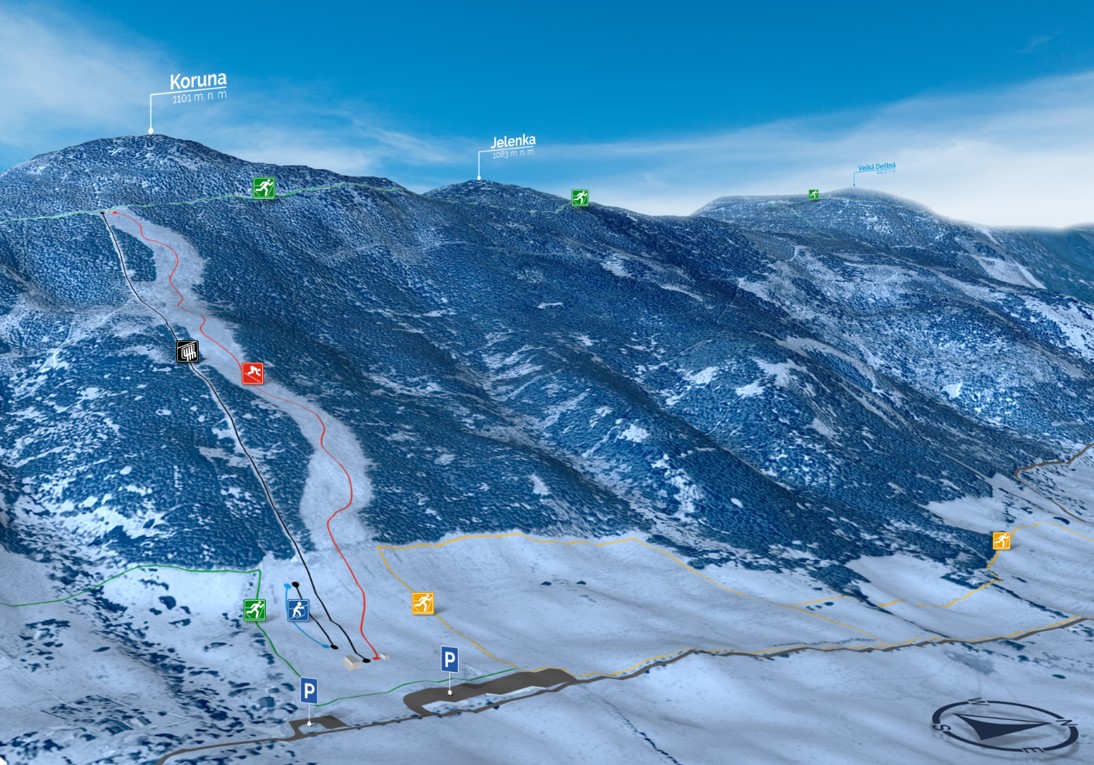 Koruna
1101 m. n. m
Jelenka
1083 m. n. m
Velká Deštná
P
P
S